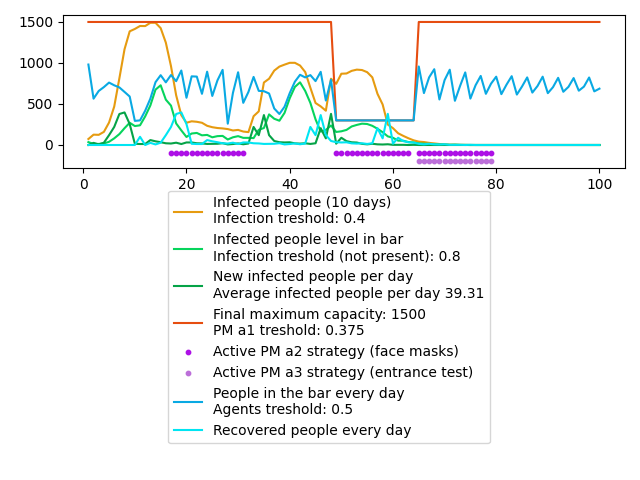 1500
1000
500
0
0 20 40 60 80 100
Infected people (10 days)
Infection treshold: 0.4
Infected people level in bar
Infection treshold (not present): 0.8
New infected people per day
Average infected people per day 39.31
Final maximum capacity: 1500
PM a1 treshold: 0.375
Active PM a2 strategy (face masks)
Active PM a3 strategy (entrance test)
People in the bar every day
Agents treshold: 0.5
Recovered people every day